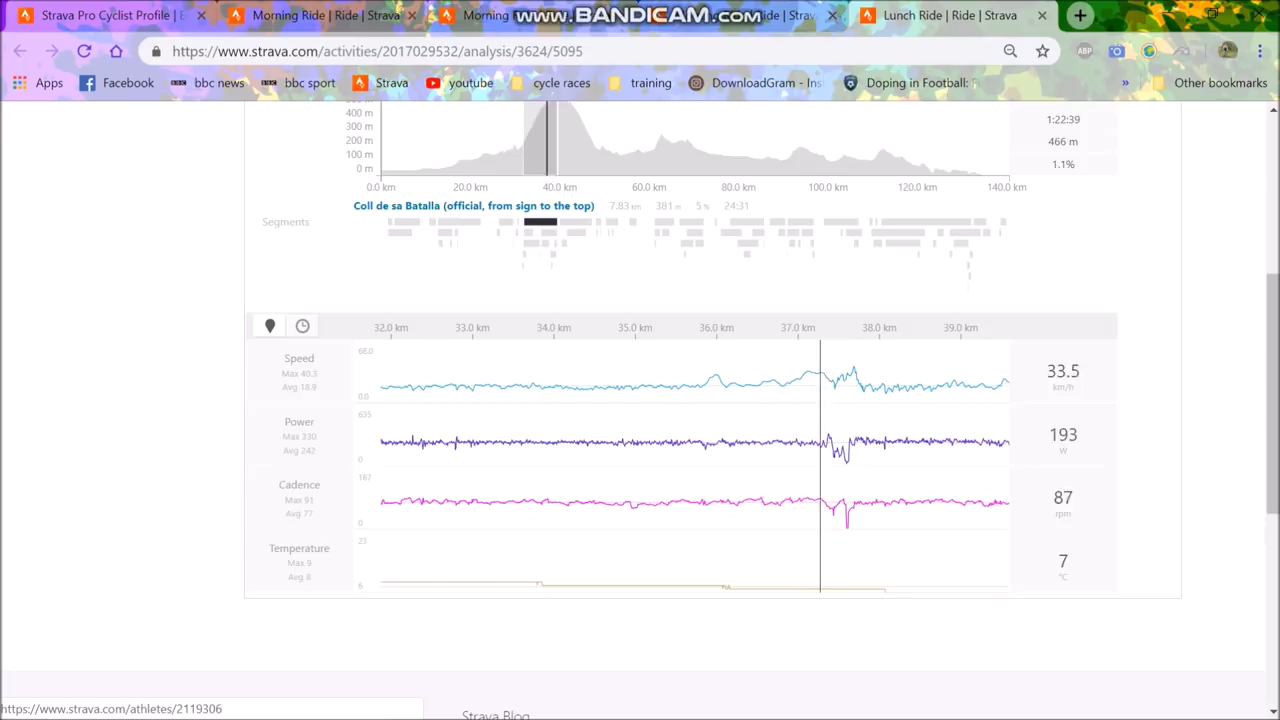 Strava Pro Cyclist Profile | E
Morning Ride | Ride | Strava
Morning
www.BANDICAM.com
ide | Strav
Lunch Ride | Ride | Strava
https://www.strava.com/activities/2017029532/analysis/3624/5095
ABP
Apps Facebook bbc news bbc sport Strava youtube cycle races training DownloadGram - Ins Doping in Football: » Other bookmarks
400 m
300 m
200 m
100 m
0 m
1:22:39
466 m
1.1%
0.0 km 20.0 km 40.0 km 60.0 km 80.0 km 100.0 km 120.0 km 140.0 km
Coll de sa Batalla (official, from sign to the top) 7.83 km 381 m 5 % 24:31
Segments
32.0 km 33.0 km 34.0 km 35.0 km 36.0 km 37.0 km 38.0 km 39.0 km
Speed
Max 40.3
Avg 18.9
68.0
0.0
33.5
km/h
Power
Max 330
Avg 242
635
0
193
W
Cadence
Max 91
Avg 77
167
0
87
rpm
Temperature
Max 9
Avg 8
23
6
7
°C
https://www.strava.com/athletes/2119306
Strava Blog